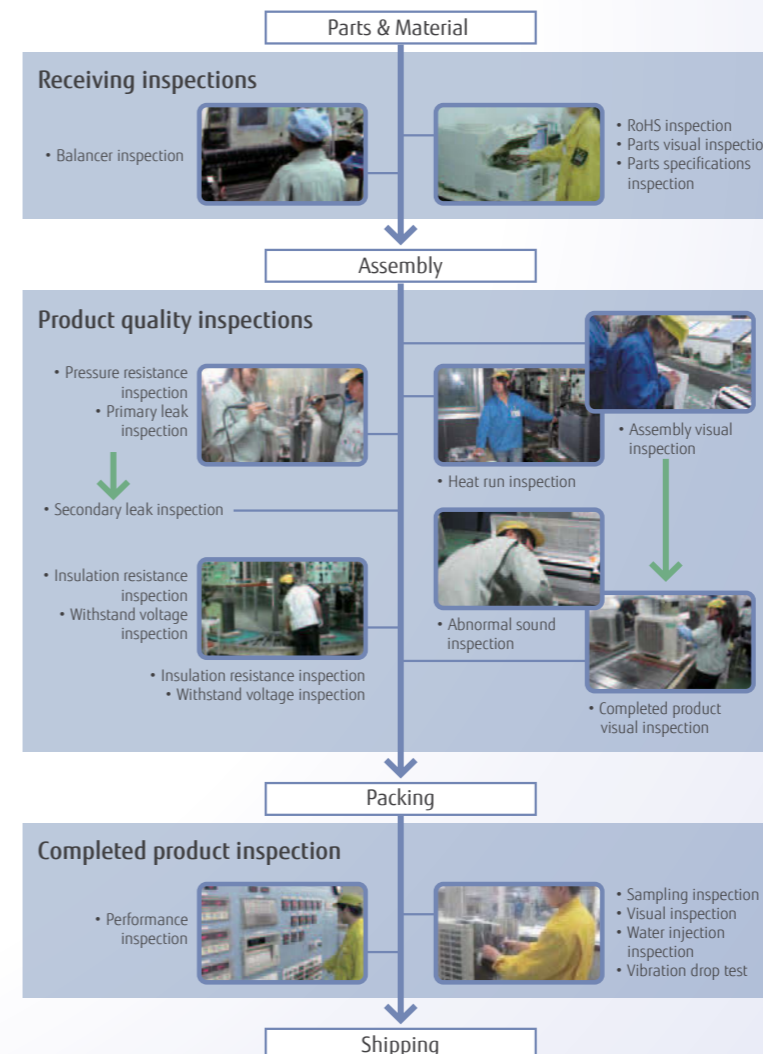 Parts & Material
Receiving inspections
• Balancer inspection
• RoHS inspection
• Parts visual inspectio
• Parts specifications
inspection
Assembly
Product quality inspections
• Pressure resistance
inspection
• Primary leak
inspection
• Assembly visual
inspection
• Heat run inspection
• Secondary leak inspection
• Insulation resistance
inspection
• Withstand voltage
inspection
• Abnormal sound
inspection
• Insulation resistance inspection
• Withstand voltage inspection
• Completed product
visual inspection
Packing
Completed product inspection
• Performance
inspection
• Sampling inspection
• Visual inspection
• Water injection
inspection
• Vibration drop test
Shipping